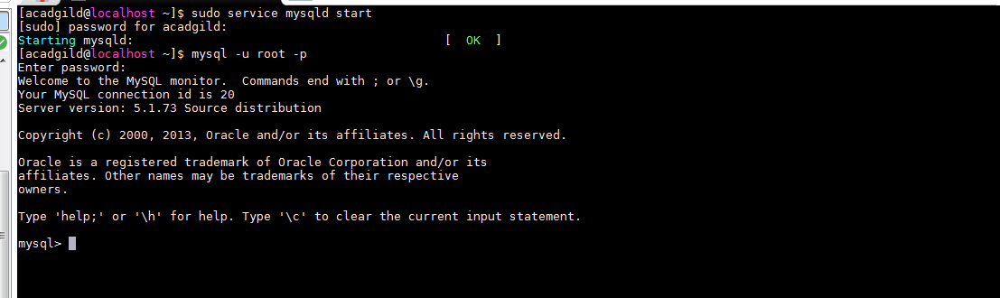 [acadgild@localhost ~]$ sudo service mysqld start
[sudo] password for acadgild:
Starting mysqld:                                           [  OK  ]
[acadgild@localhost ~]$ mysql -u root -p
Enter password:
Welcome to the MySQL monitor.  Commands end with ; or \g.
Your MySQL connection id is 20
Server version: 5.1.73 Source distribution
Copyright (c) 2000, 2013, Oracle and/or its affiliates. All rights reserved.
Oracle is a registered trademark of Oracle Corporation and/or its
affiliates. Other names may be trademarks of their respective
owners.
Type 'help;' or '\h' for help. Type '\c' to clear the current input statement.
mysql>